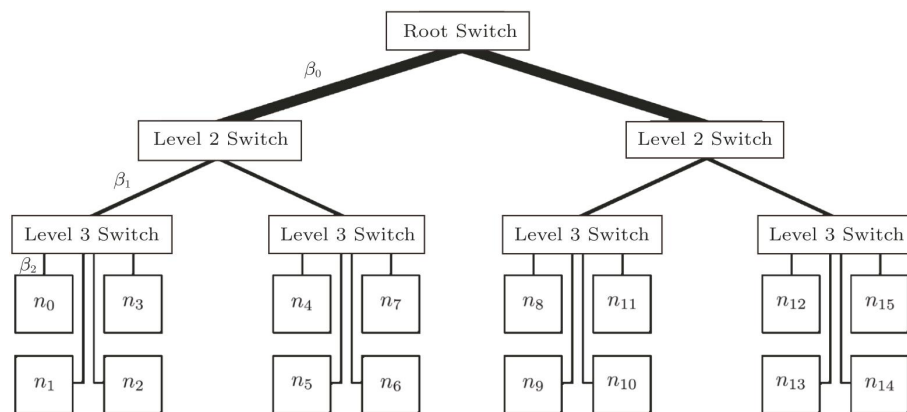 Root Switch
β₀
Level 2 Switch Level 2 Switch
β₁
Level 3 Switch Level 3 Switch Level 3 Switch Level 3 Switch
β₂
n₀ n₃ n₄ n₇ n₈ n₁₁ n₁₂ n₁₅
n₁ n₂ n₅ n₆ n₉ n₁₀ n₁₃ n₁₄